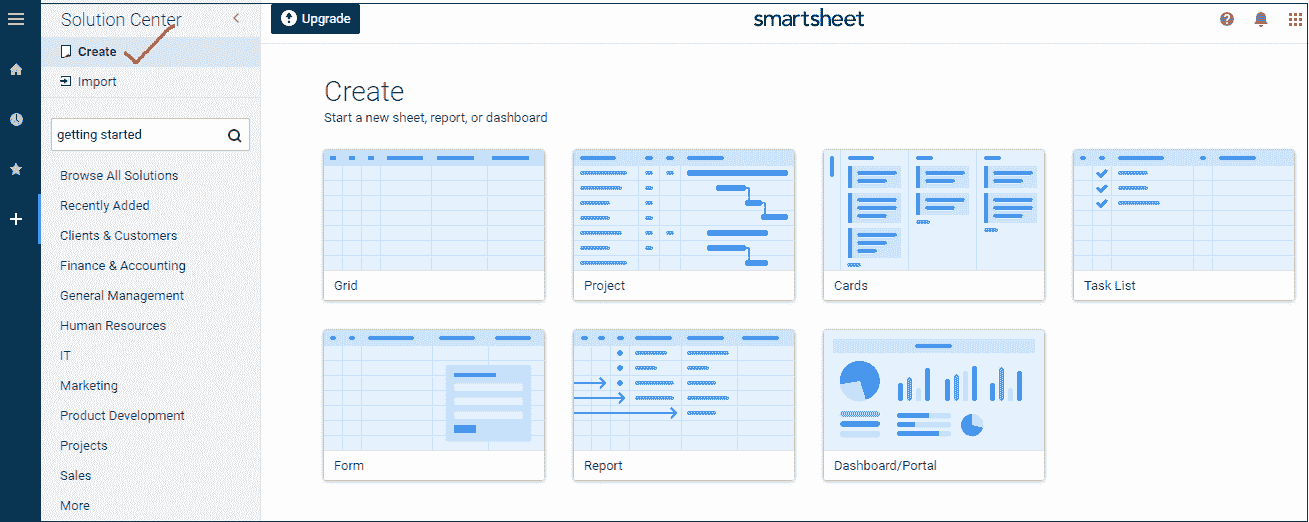 Solution Center
Upgrade
smartsheet
Create
Import
getting started
Browse All Solutions
Recently Added
Clients & Customers
Finance & Accounting
General Management
Human Resources
IT
Marketing
Product Development
Projects
Sales
More
Create
Start a new sheet, report, or dashboard
Grid
Project
Cards
Task List
Form
Report
Dashboard/Portal